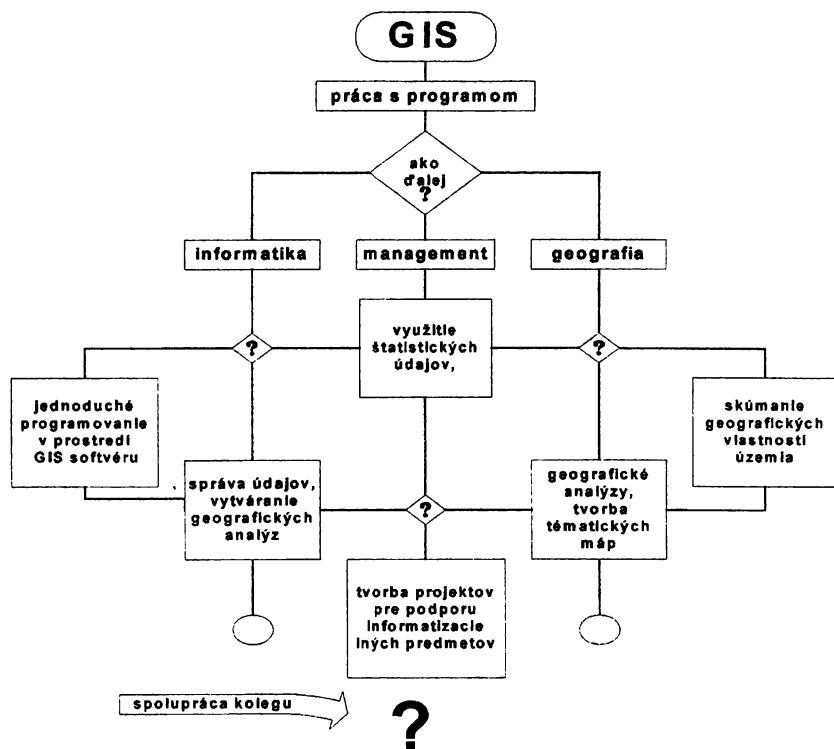 GIS
práca s programom
ako
ďalej
?
informatika
management
geografia
využitie
štatistických
údajov,
?
?
jednoduché
programovanie
v prostredí
GIS softvéru
skúmanie
geografických
vlastností
územia
správa údajov,
vytváranie
geografických
analýz
?
geografické
analýzy,
tvorba
tématických
máp
tvorba projektov
pre podporu
informatizacie
iných predmetov
spolupráca kolegu
?